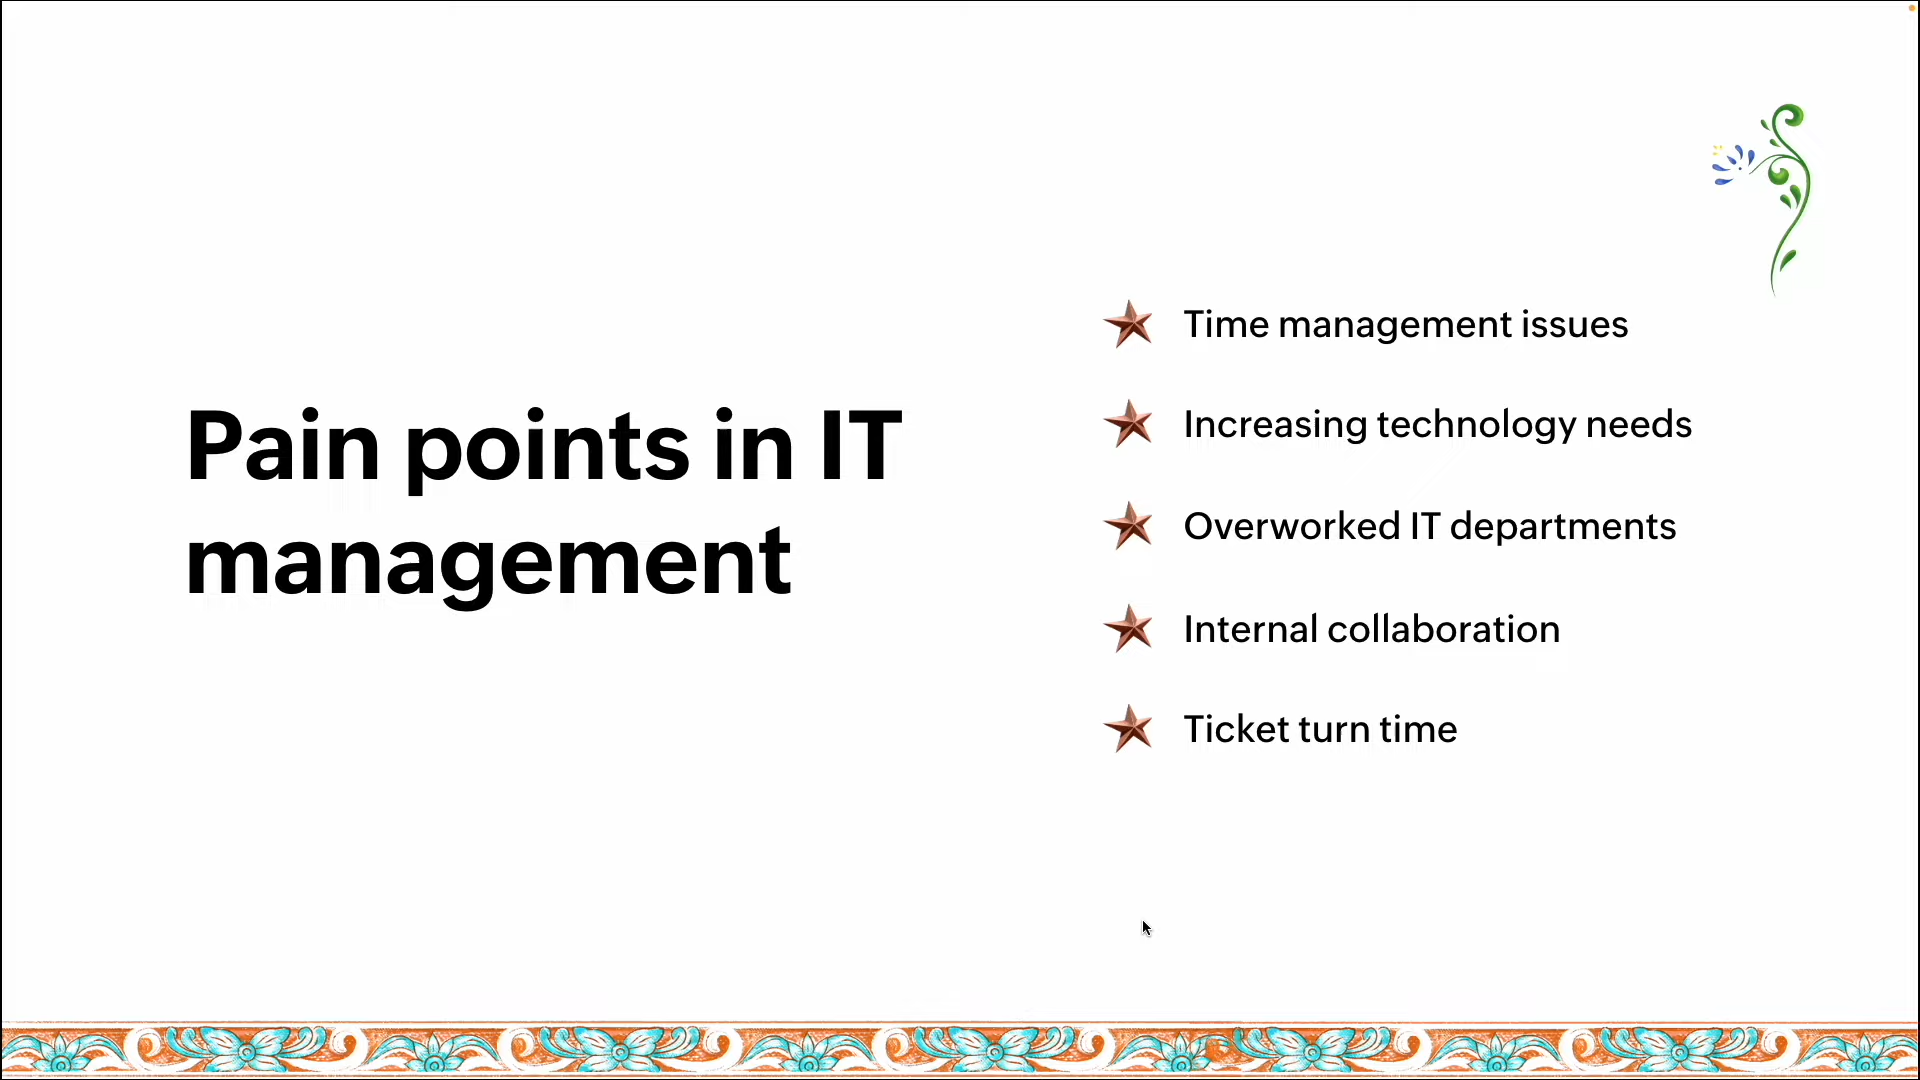 Pain points in IT
management
Time management issues
Increasing technology needs
Overworked IT departments
Internal collaboration
Ticket turn time